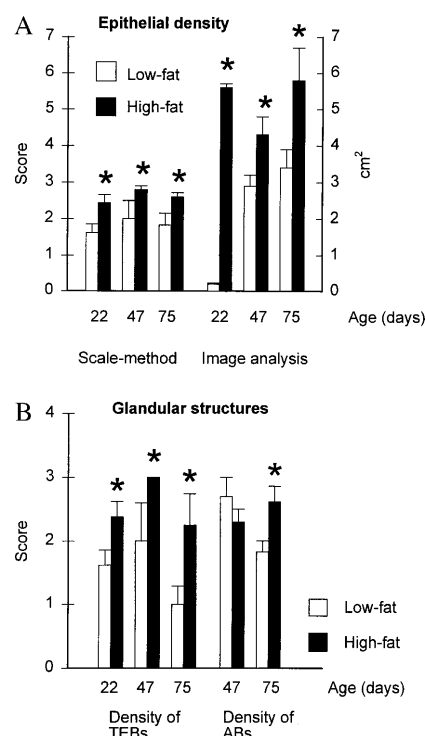 A Epithelial density
7 7
Low-fat
6 6
High-fat
5 5
4 4
Score cm2
3 3
2 2
1 1
0 0
22 47 75 22 47 75 Age (days)
Scale-method Image analysis
* * * * * *
B Glandular structures
4
3
Score
2
1
0
Low-fat
High-fat
22 47 75 47 75 Age (days)
Density of Density of
TEBs ABs
* * * *